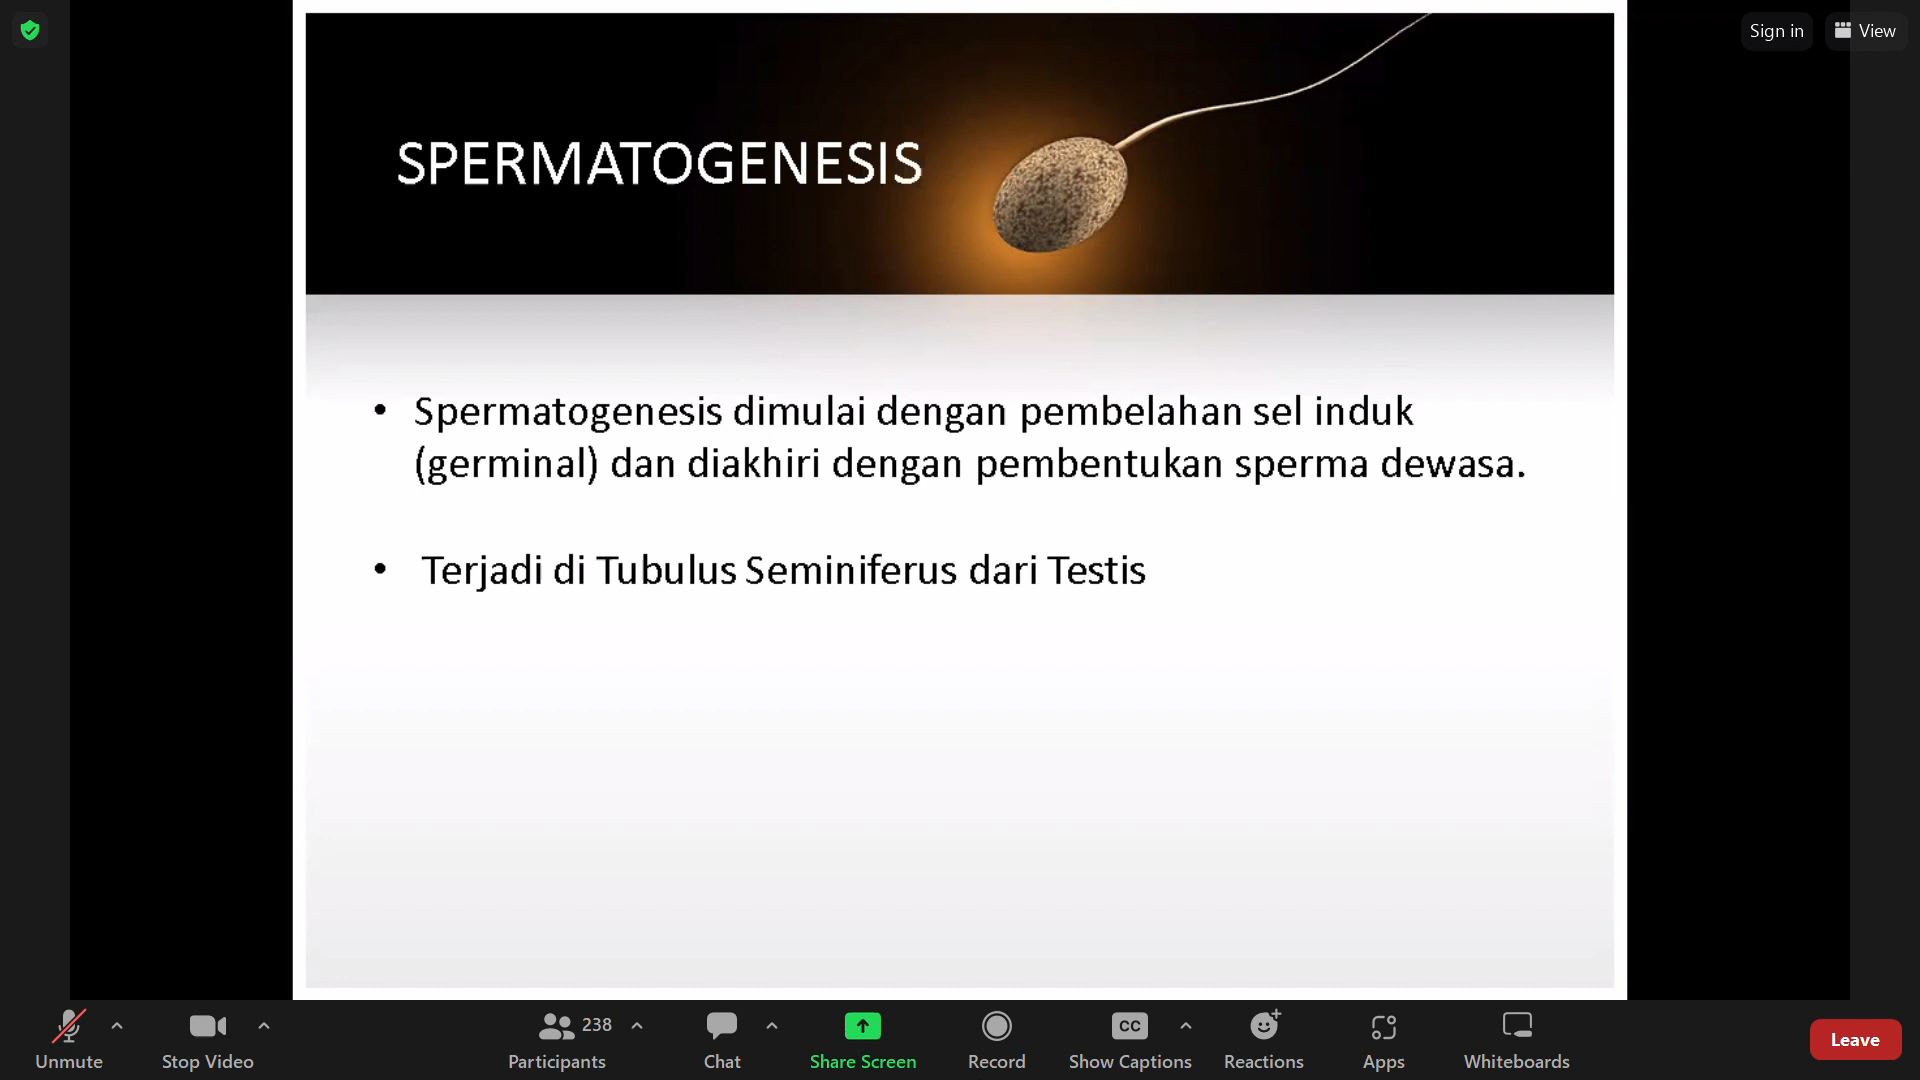 Sign in
View
SPERMATOGENESIS
• Spermatogenesis dimulai dengan pembelahan sel induk
(germinal) dan diakhiri dengan pembentukan sperma dewasa.
• Terjadi di Tubulus Seminiferus dari Testis
238
CC
Unmute
Stop Video
Participants
Chat
Share Screen
Record
Show Captions
Reactions
Apps
Whiteboards
Leave